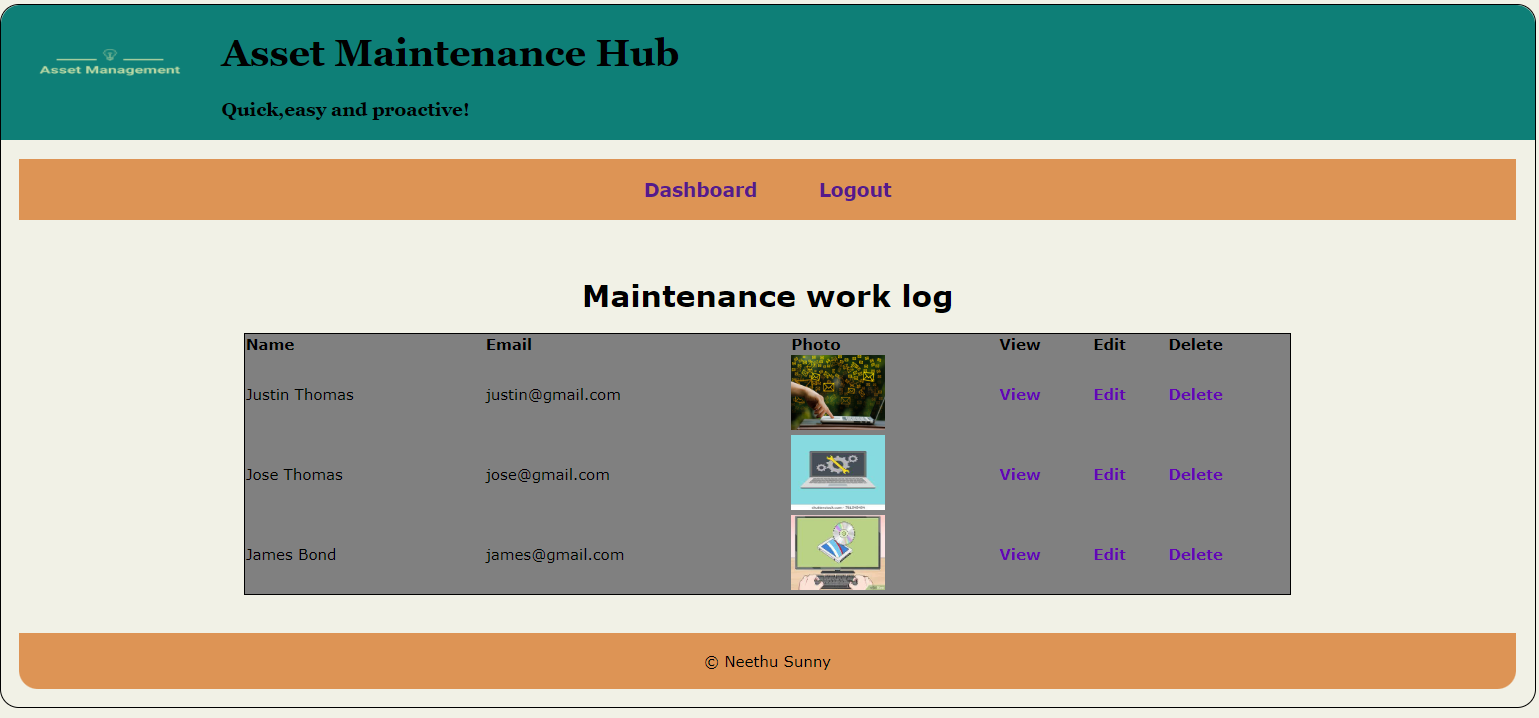 Asset Management
Asset Maintenance Hub
Quick,easy and proactive!
Dashboard Logout
Maintenance work log
Name Email Photo View Edit Delete
Justin Thomas justin@gmail.com View Edit Delete
Jose Thomas jose@gmail.com View Edit Delete
James Bond james@gmail.com View Edit Delete
© Neethu Sunny